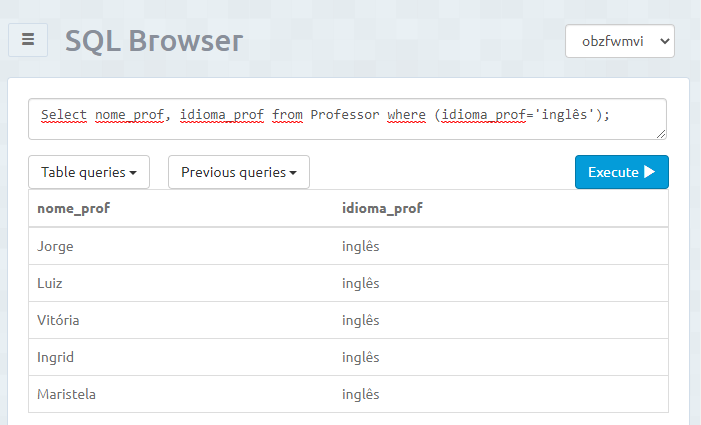 ☰ SQL Browser obzfwmvi
Select nome_prof, idioma_prof from Professor where (idioma_prof='inglês');
Table queries Previous queries Execute
nome_prof idioma_prof
Jorge inglês
Luiz inglês
Vitória inglês
Ingrid inglês
Maristela inglês